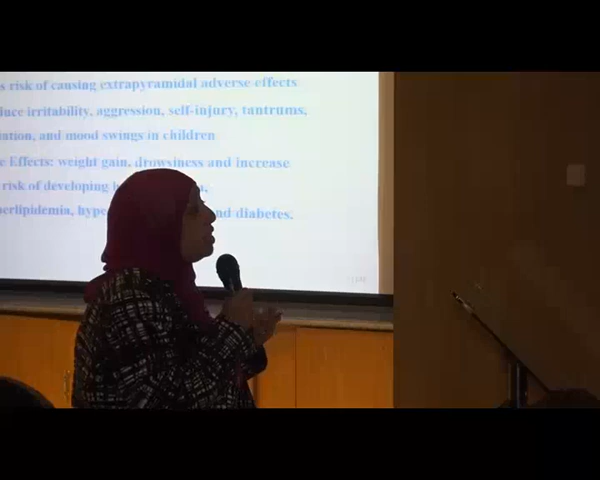 s risk of causing extrapyramidal adverse effects
duce irritability, aggression, self-injury, tantrums,
ation, and mood swings in children
e Effects: weight gain, drowsiness and increase
risk of developing
perlipidemia, hype and diabetes.